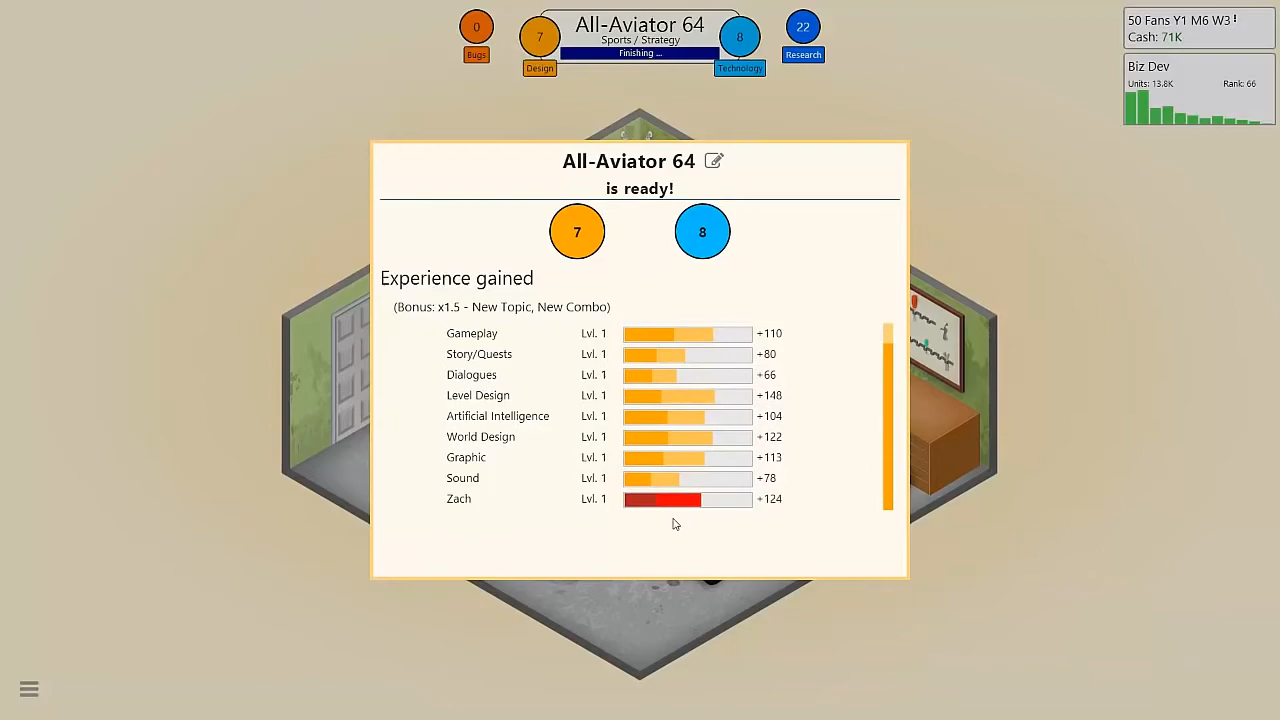 0
Bugs
7
Design
All-Aviator 64
Sports / Strategy
Finishing ...
8
Technology
22
Research
50 Fans Y1 M6 W3 !
Cash: 71K
Biz Dev
Units: 13.8K Rank: 66
All-Aviator 64
is ready!
7 8
Experience gained
(Bonus: x1.5 - New Topic, New Combo)
Gameplay Lvl. 1 +110
Story/Quests Lvl. 1 +80
Dialogues Lvl. 1 +66
Level Design Lvl. 1 +148
Artificial Intelligence Lvl. 1 +104
World Design Lvl. 1 +122
Graphic Lvl. 1 +113
Sound Lvl. 1 +78
Zach Lvl. 1 +124